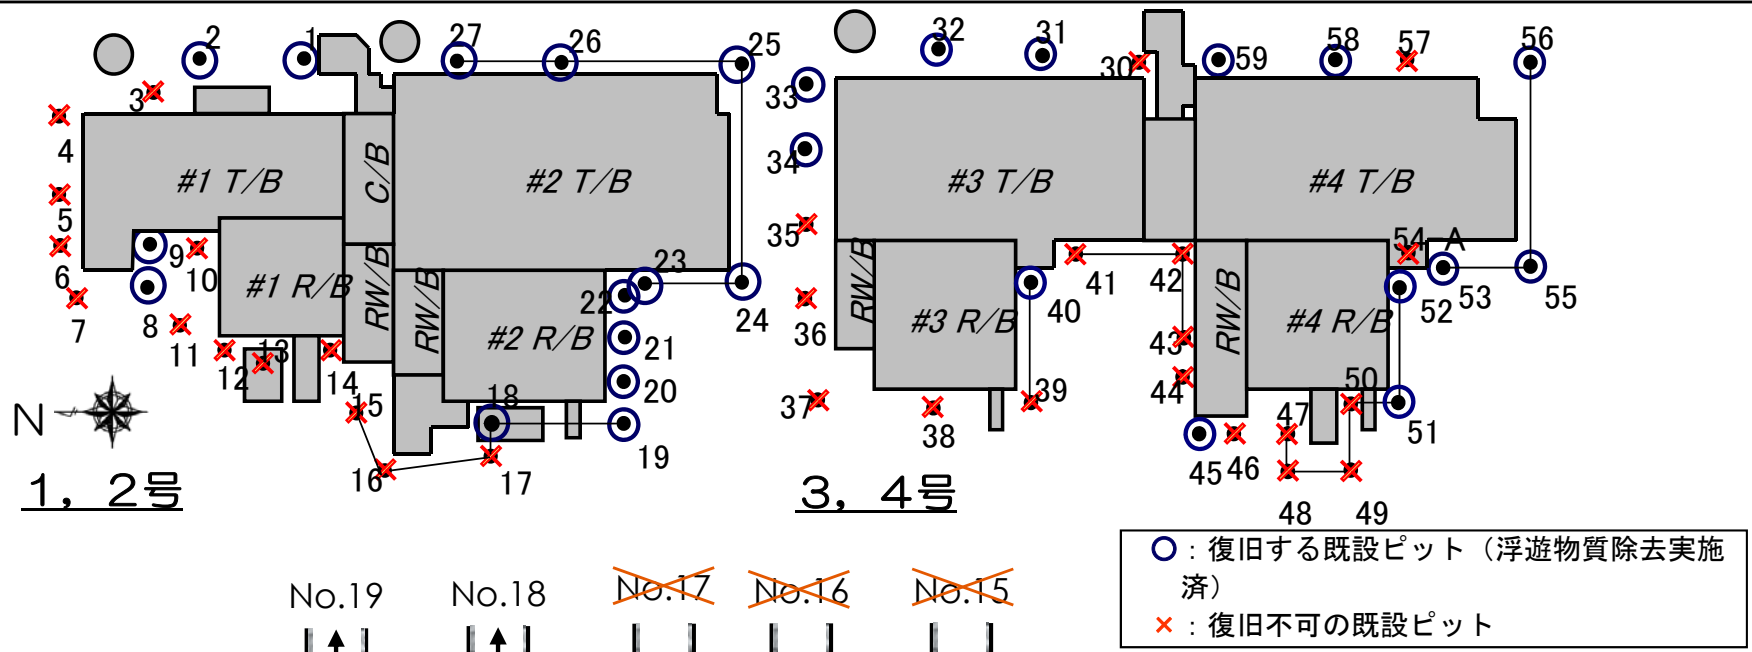 2
1
27
26
25
32
31
30
59
58
57
56
3
33
4
34
#1 T/B
C/B
#2 T/B
#3 T/B
#4 T/B
5
35
6
9
10
23
54-A
7
8
#1 R/B
RW/B
RW/B
22
24
36
RW/B
#3 R/B
40
41
42
RW/B
#4 R/B
52
53
55
11
12
13
14
#2 R/B
21
43
20
44
15
18
37
38
39
50
N
16
17
19
45
46
47
51
48
49
1，2号
3，4号
○：復旧する既設ピット（浮遊物質除去実施
済）
×：復旧不可の既設ピット
No.19
No.18
No.17
No.16
No.15